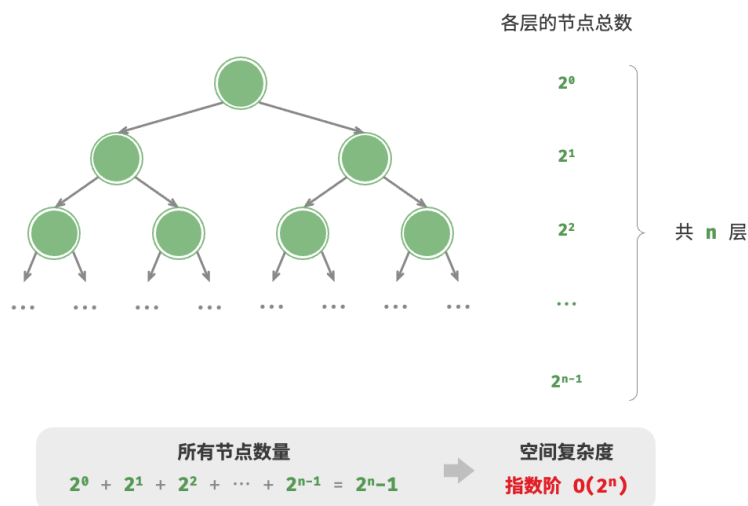 各层的节点总数
2⁰
2¹
2²
共 n 层
... ... ... ... ... ... ... ... ...
2ⁿ⁻¹
所有节点数量
2⁰ + 2¹ + 2² + ... + 2ⁿ⁻¹ = 2ⁿ-1
空间复杂度
指数阶 O(2ⁿ)